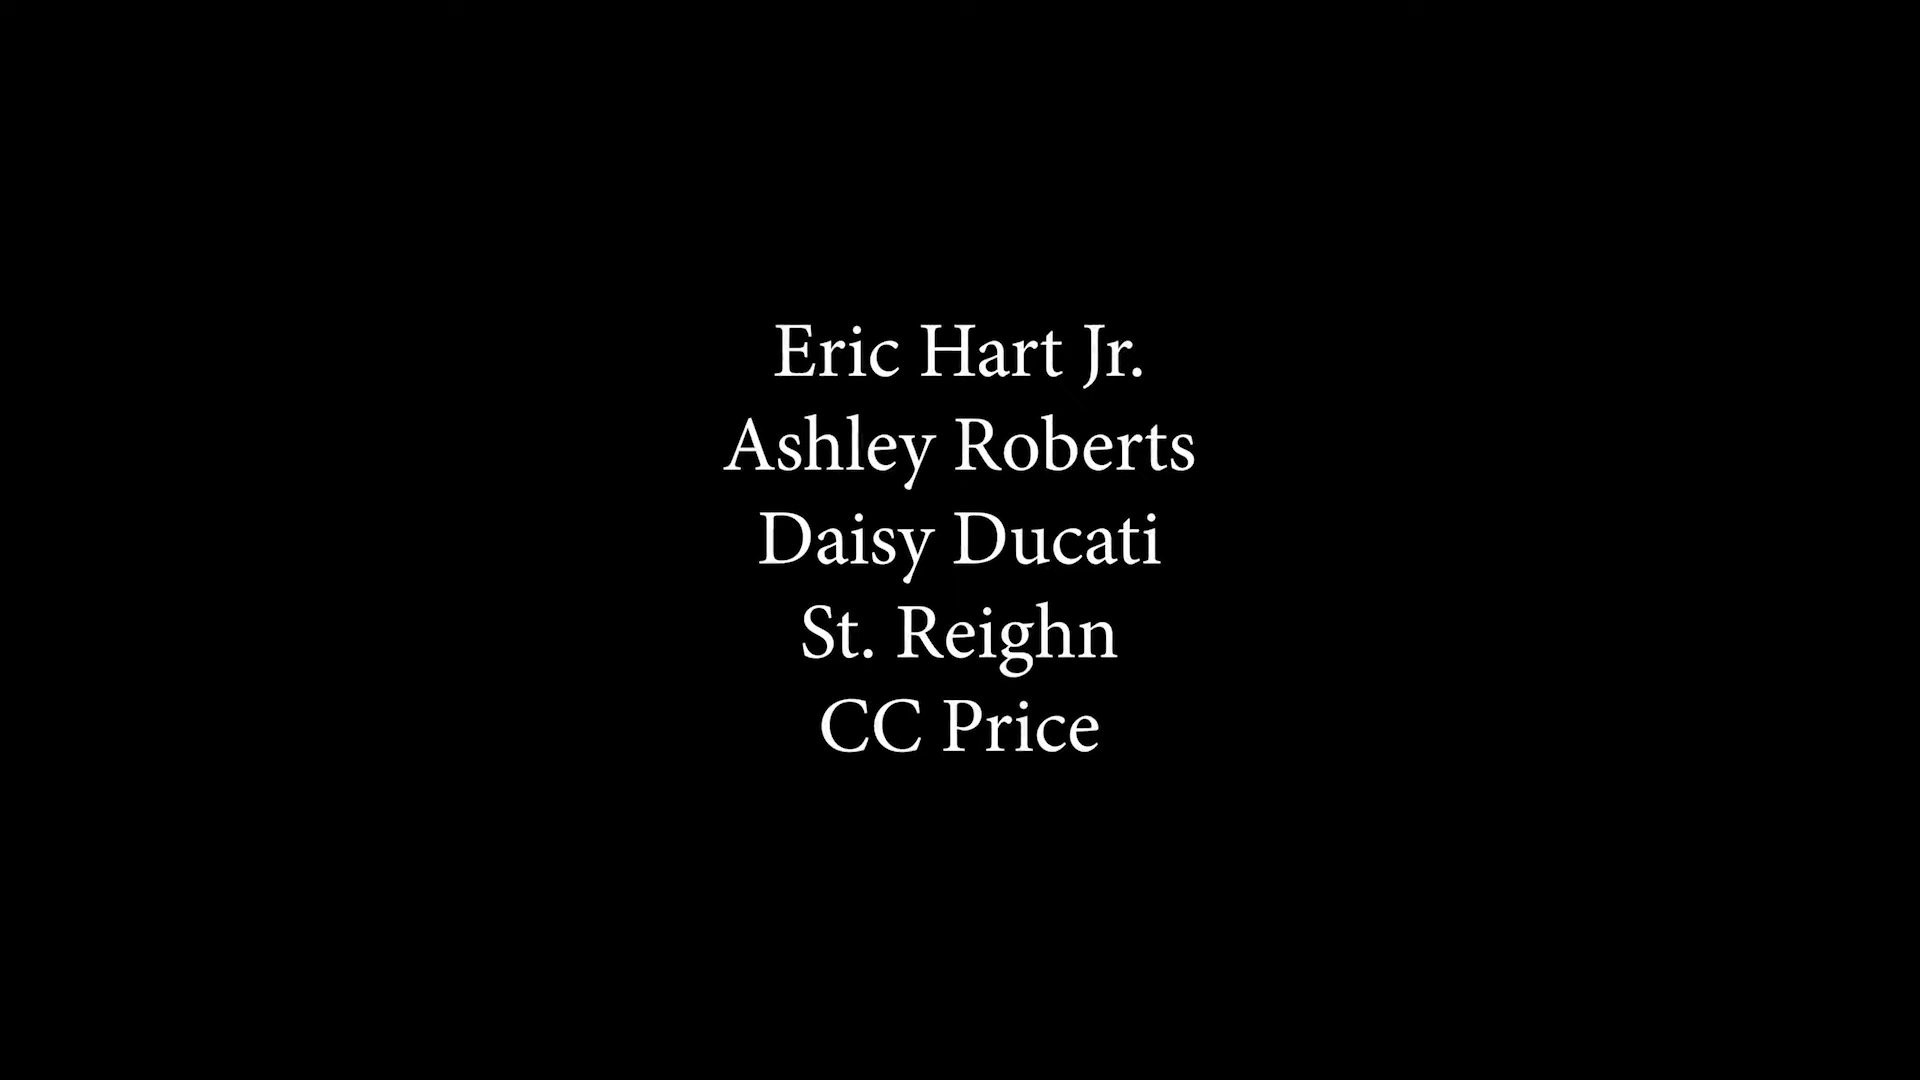 Eric Hart Jr.
Ashley Roberts
Daisy Ducati
St. Reighn
CC Price